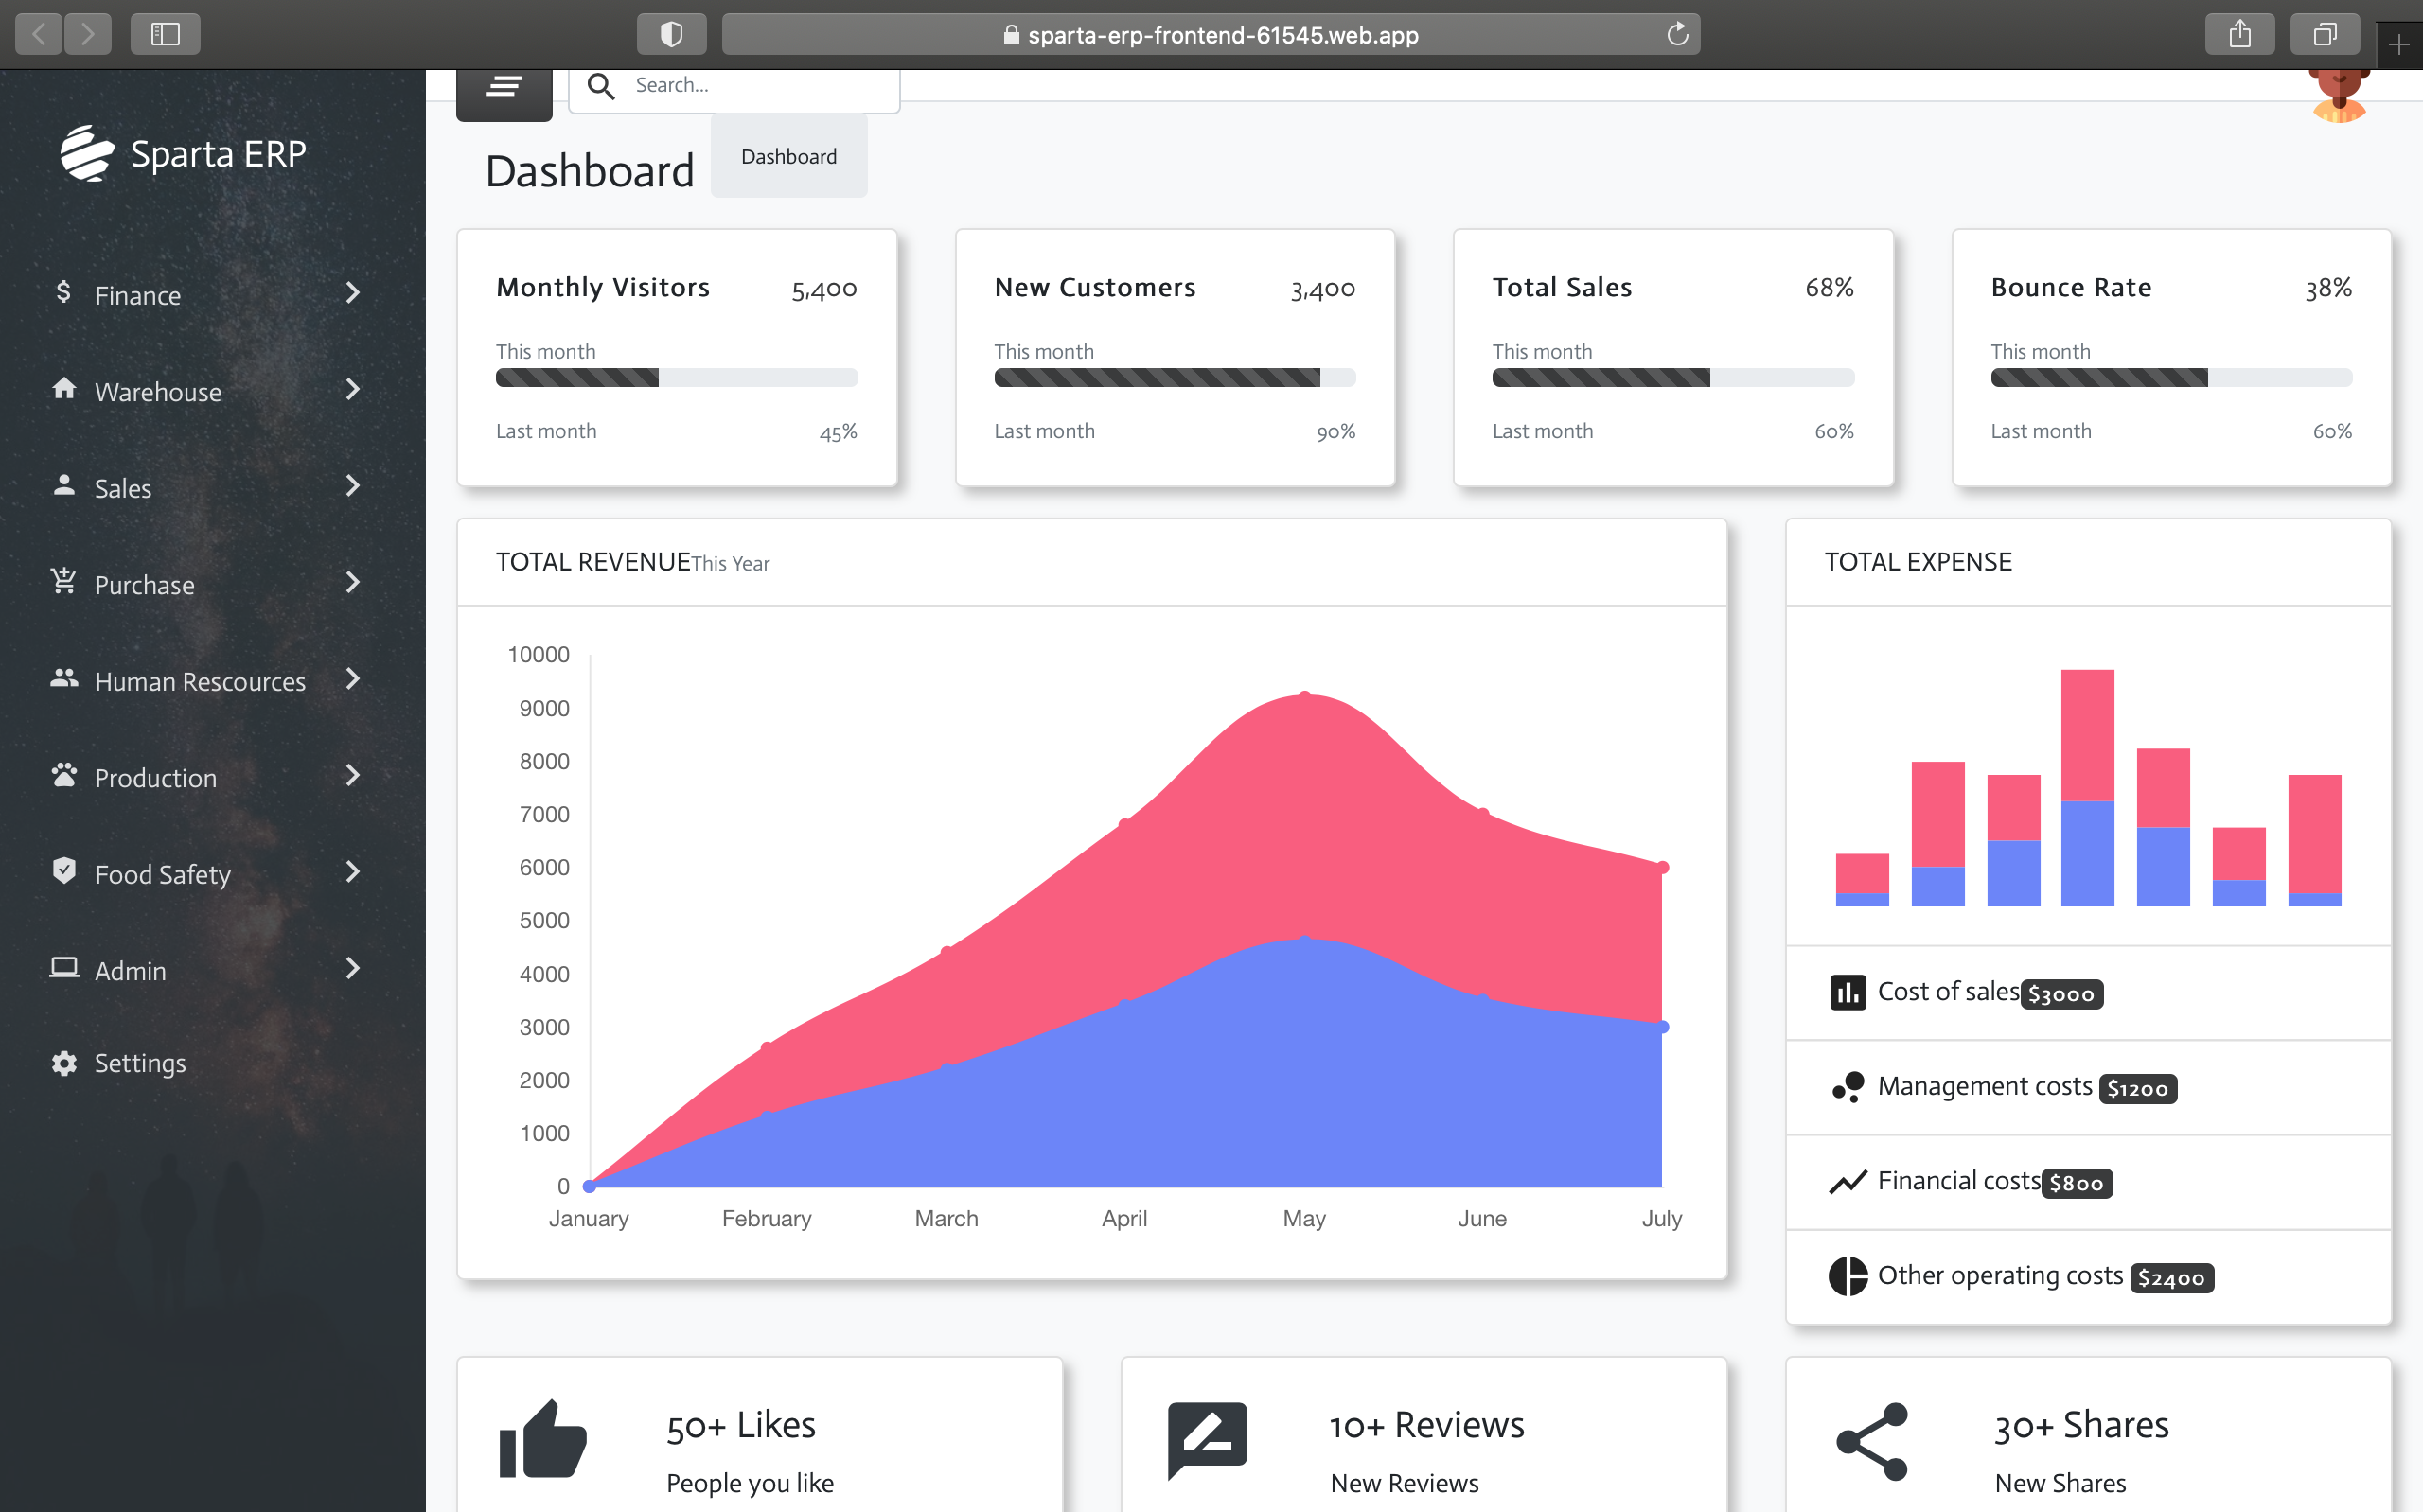 sparta-erp-frontend-61545.web.app
Search...
Sparta ERP
Finance
Warehouse
Sales
Purchase
Human Rescources
Production
Food Safety
Admin
Settings
Dashboard
Dashboard
Monthly Visitors 5,400
This month
Last month 45%
New Customers 3,400
This month
Last month 90%
Total Sales 68%
This month
Last month 60%
Bounce Rate 38%
This month
Last month 60%
TOTAL REVENUEThis Year
10000
9000
8000
7000
6000
5000
4000
3000
2000
1000
0
January February March April May June July
TOTAL EXPENSE
Cost of sales$3000
Management costs $1200
Financial costs$800
Other operating costs $2400
50+ Likes
People you like
10+ Reviews
New Reviews
30+ Shares
New Shares